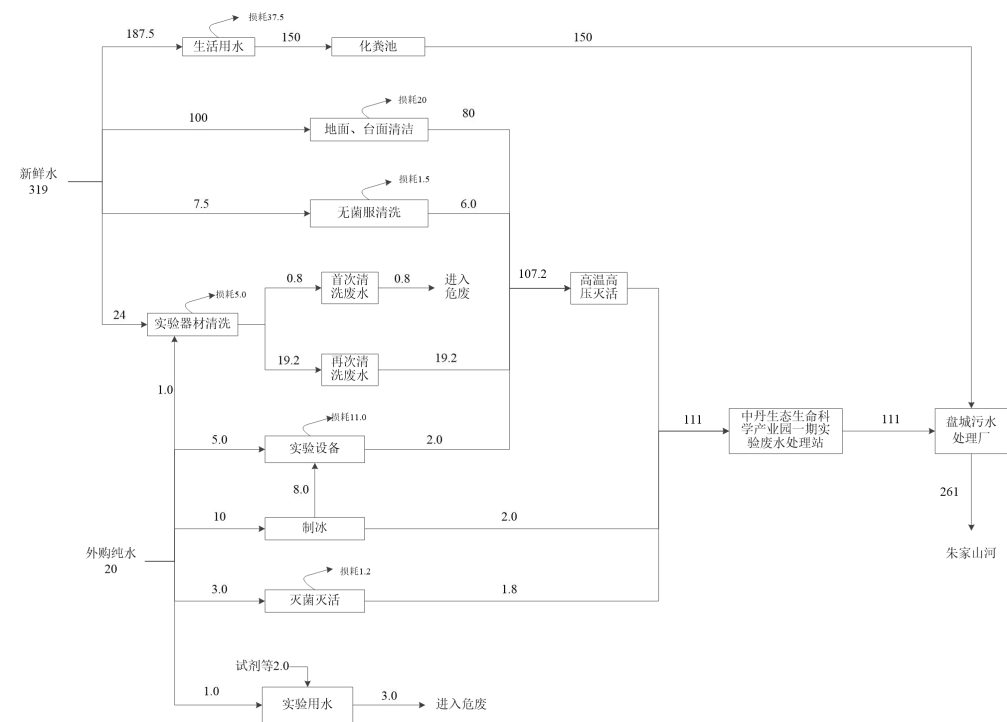 损耗37.5
187.5
生活用水
150
化粪池
150
损耗20
100
地面、台面清洁
80
新鲜水
319
损耗1.5
7.5
无菌服清洗
6.0
损耗5.0
24
实验器材清洗
0.8
首次清
洗废水
0.8
进入
危废
107.2
高温高
压灭活
19.2
再次清
洗废水
19.2
1.0
损耗11.0
5.0
实验设备
2.0
8.0
111
中丹生态生命科
学产业园一期实
验废水处理站
111
盘城污水
处理厂
261
朱家山河
10
制冰
2.0
外购纯水
20
损耗1.2
3.0
灭菌灭活
1.8
试剂等2.0
1.0
实验用水
3.0
进入危废